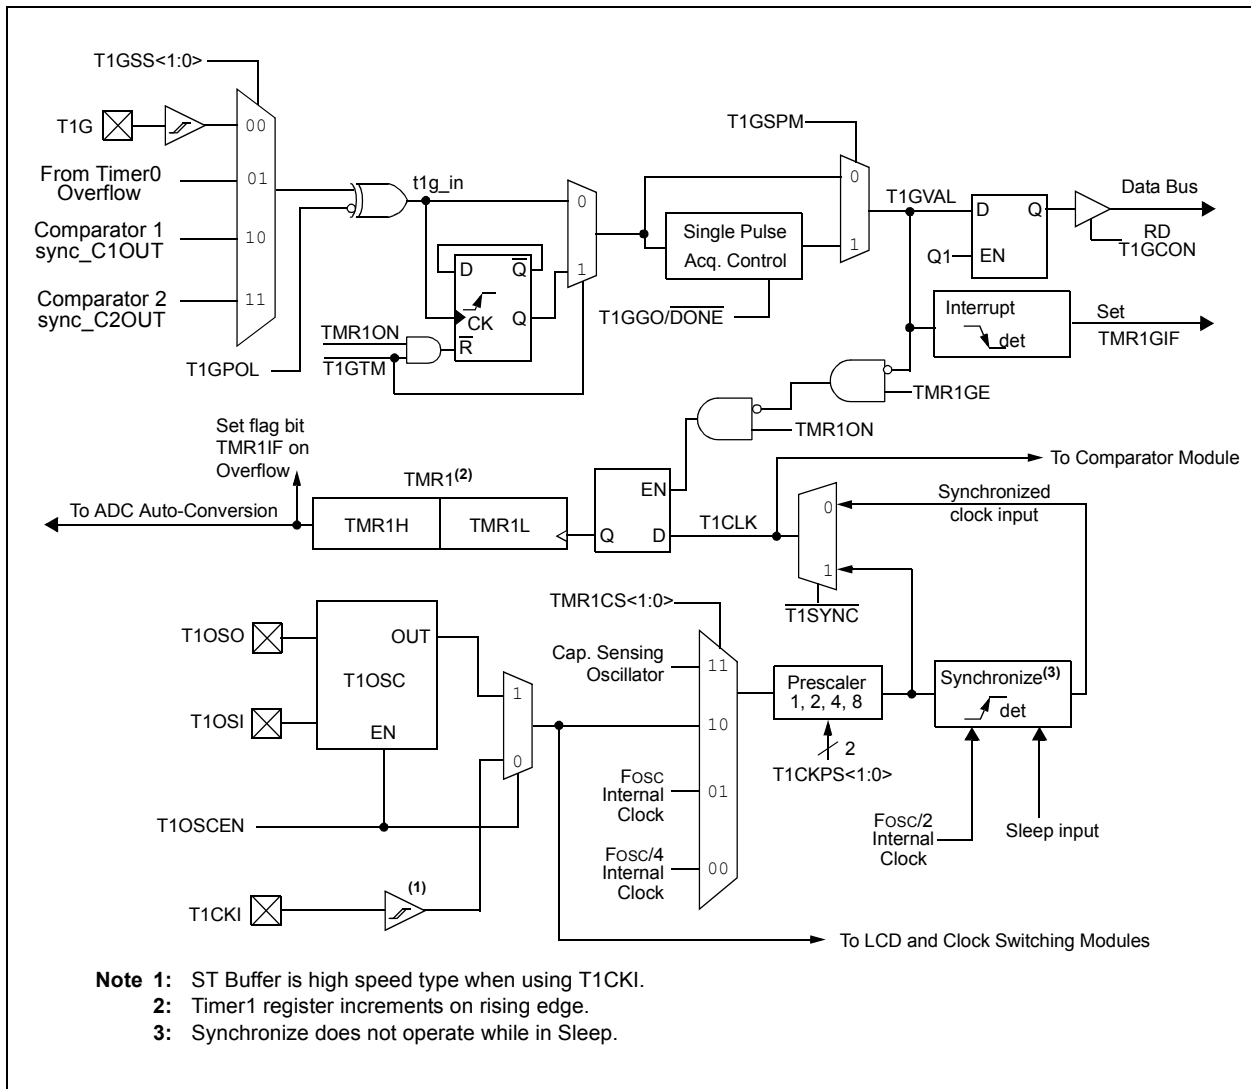 T1GSS<1:0>
T1G
00
From Timer0
Overflow
01
Comparator 1
sync_C1OUT
10
Comparator 2
sync_C2OUT
11
T1GPOL
t1g_in
D
Q
CK
Q
R
TMR1ON
T1GTM
0
1
T1GSPM
Single Pulse
Acq. Control
T1GGO/DONE
0
1
T1GVAL
D
Q
Q1
EN
Data Bus
RD
T1GCON
Interrupt
det
Set
TMR1GIF
TMR1GE
TMR1ON
Set flag bit
TMR1IF on
Overflow
To ADC Auto-Conversion
TMR1(2)
TMR1H
TMR1L
EN
Q
D
T1CLK
To Comparator Module
Synchronized
clock input
0
1
T1SYNC
T1OSO
T1OSI
OUT
T1OSC
EN
1
0
T1OSCEN
T1CKI
(1)
TMR1CS<1:0>
Cap. Sensing
Oscillator
11
10
FOSC
Internal
Clock
01
FOSC/4
Internal
Clock
00
Prescaler
1, 2, 4, 8
2
T1CKPS<1:0>
Synchronize(3)
det
FOSC/2
Internal
Clock
Sleep input
To LCD and Clock Switching Modules
Note 1: ST Buffer is high speed type when using T1CKI.
2: Timer1 register increments on rising edge.
3: Synchronize does not operate while in Sleep.